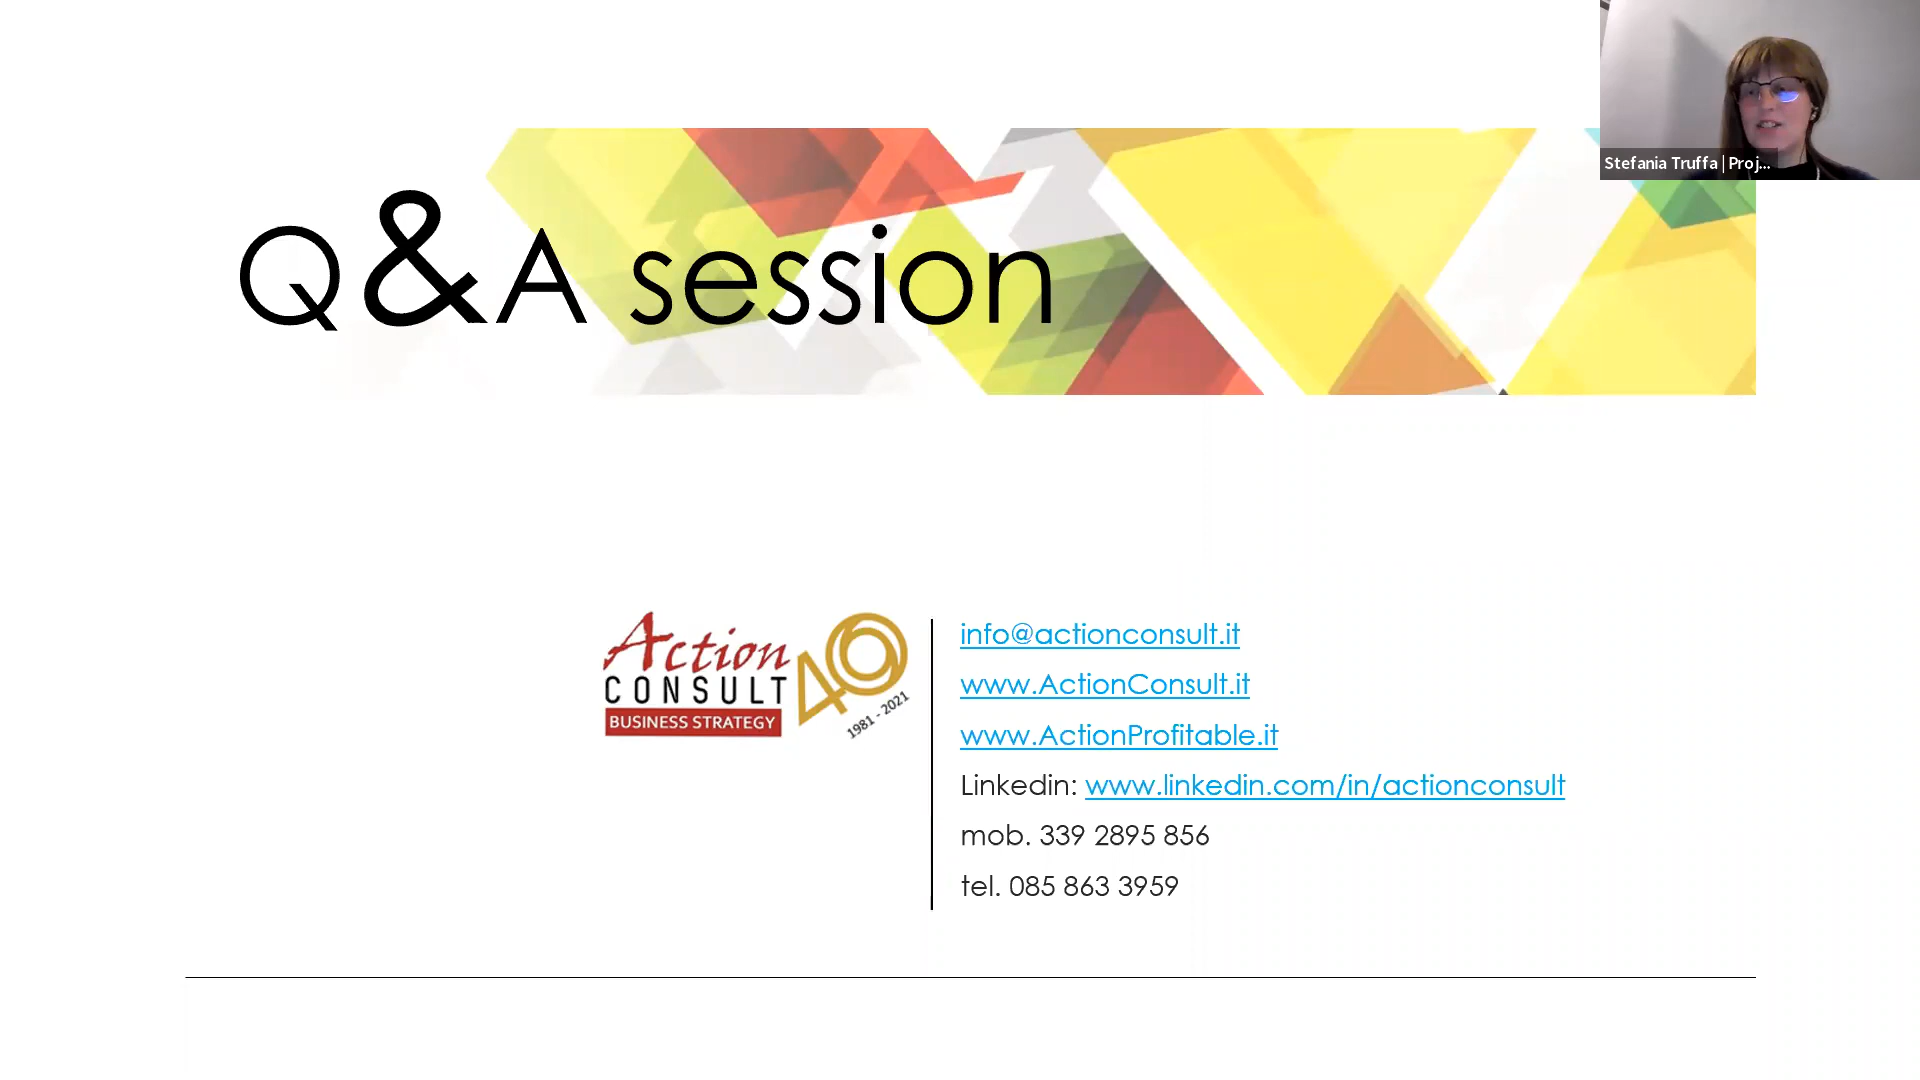 Stefania Truffa | Proj...
Q&A session
Action
CONSULT
BUSINESS STRATEGY
40
1981 - 2021
info@actionconsult.it
www.ActionConsult.it
www.ActionProfitable.it
Linkedin: www.linkedin.com/in/actionconsult
mob. 339 2895 856
tel. 085 863 3959